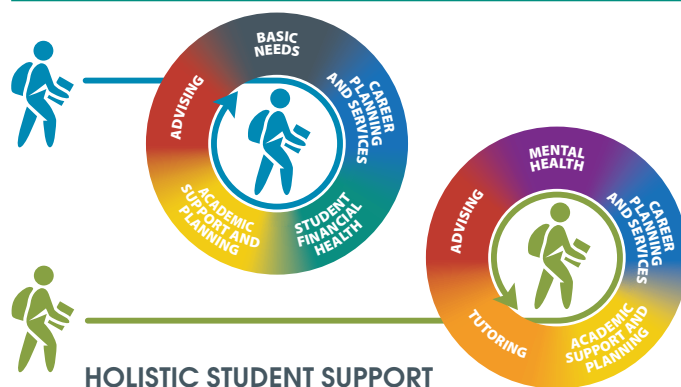 BASIC
NEEDS
CAREER
PLANNING
AND SERVICES
STUDENT
FINANCIAL
HEALTH
ACADEMIC
SUPPORT AND
PLANNING
ADVISING
MENTAL
HEALTH
CAREER
PLANNING
AND SERVICES
ACADEMIC
SUPPORT AND
PLANNING
TUTORING
ADVISING
HOLISTIC STUDENT SUPPORT